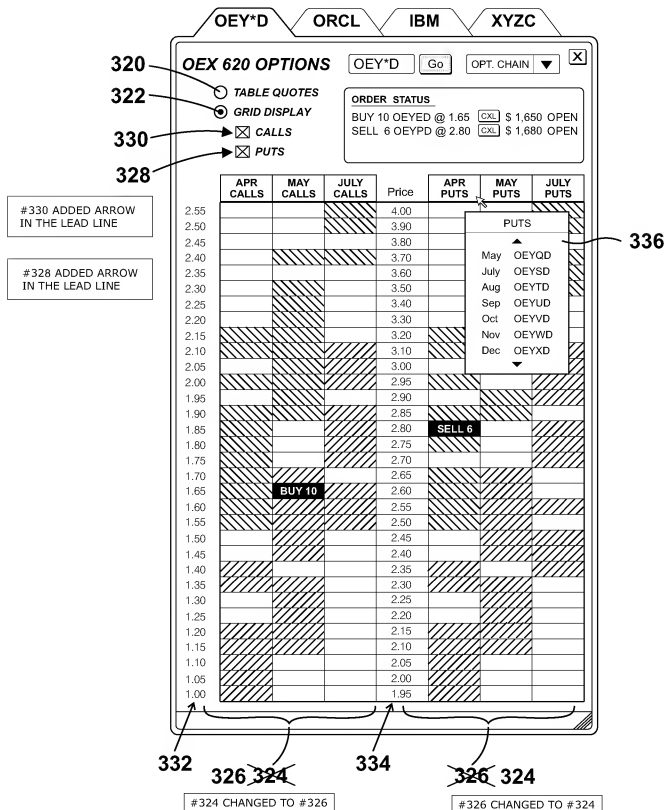 OEY*D ORCL IBM XYZC
OEX 620 OPTIONS OEY*D Go OPT. CHAIN X
320
TABLE QUOTES
322
GRID DISPLAY
330
CALLS
328
PUTS
ORDER STATUS
BUY 10 OEYED @ 1.65 CXL $ 1,650 OPEN
SELL 6 OEYPD @ 2.80 CXL $ 1,680 OPEN
#330 ADDED ARROW
IN THE LEAD LINE
#328 ADDED ARROW
IN THE LEAD LINE
APR CALLS MAY CALLS JULY CALLS Price APR PUTS MAY PUTS JULY PUTS
2.55 4.00
2.50 3.90
2.45 3.80
2.40 3.70
2.35 3.60
2.30 3.50
2.25 3.40
2.20 3.30
2.15 3.20
2.10 3.10
2.05 3.00
2.00 2.95
1.95 2.90
1.90 2.85
1.85 2.80 SELL 6
1.80 2.75
1.75 2.70
1.70 2.65
1.65 BUY 10 2.60
1.60 2.55
1.55 2.50
1.50 2.45
1.45 2.40
1.40 2.35
1.35 2.30
1.30 2.25
1.25 2.20
1.20 2.15
1.15 2.10
1.10 2.05
1.05 2.00
1.00 1.95
PUTS
May OEYQD
July OEYSD
Aug OEYTD
Sep OEYUD
Oct OEYVD
Nov OEYWD
Dec OEYXD
336
332
326 324
334
326 324
#324 CHANGED TO #326
#326 CHANGED TO #324